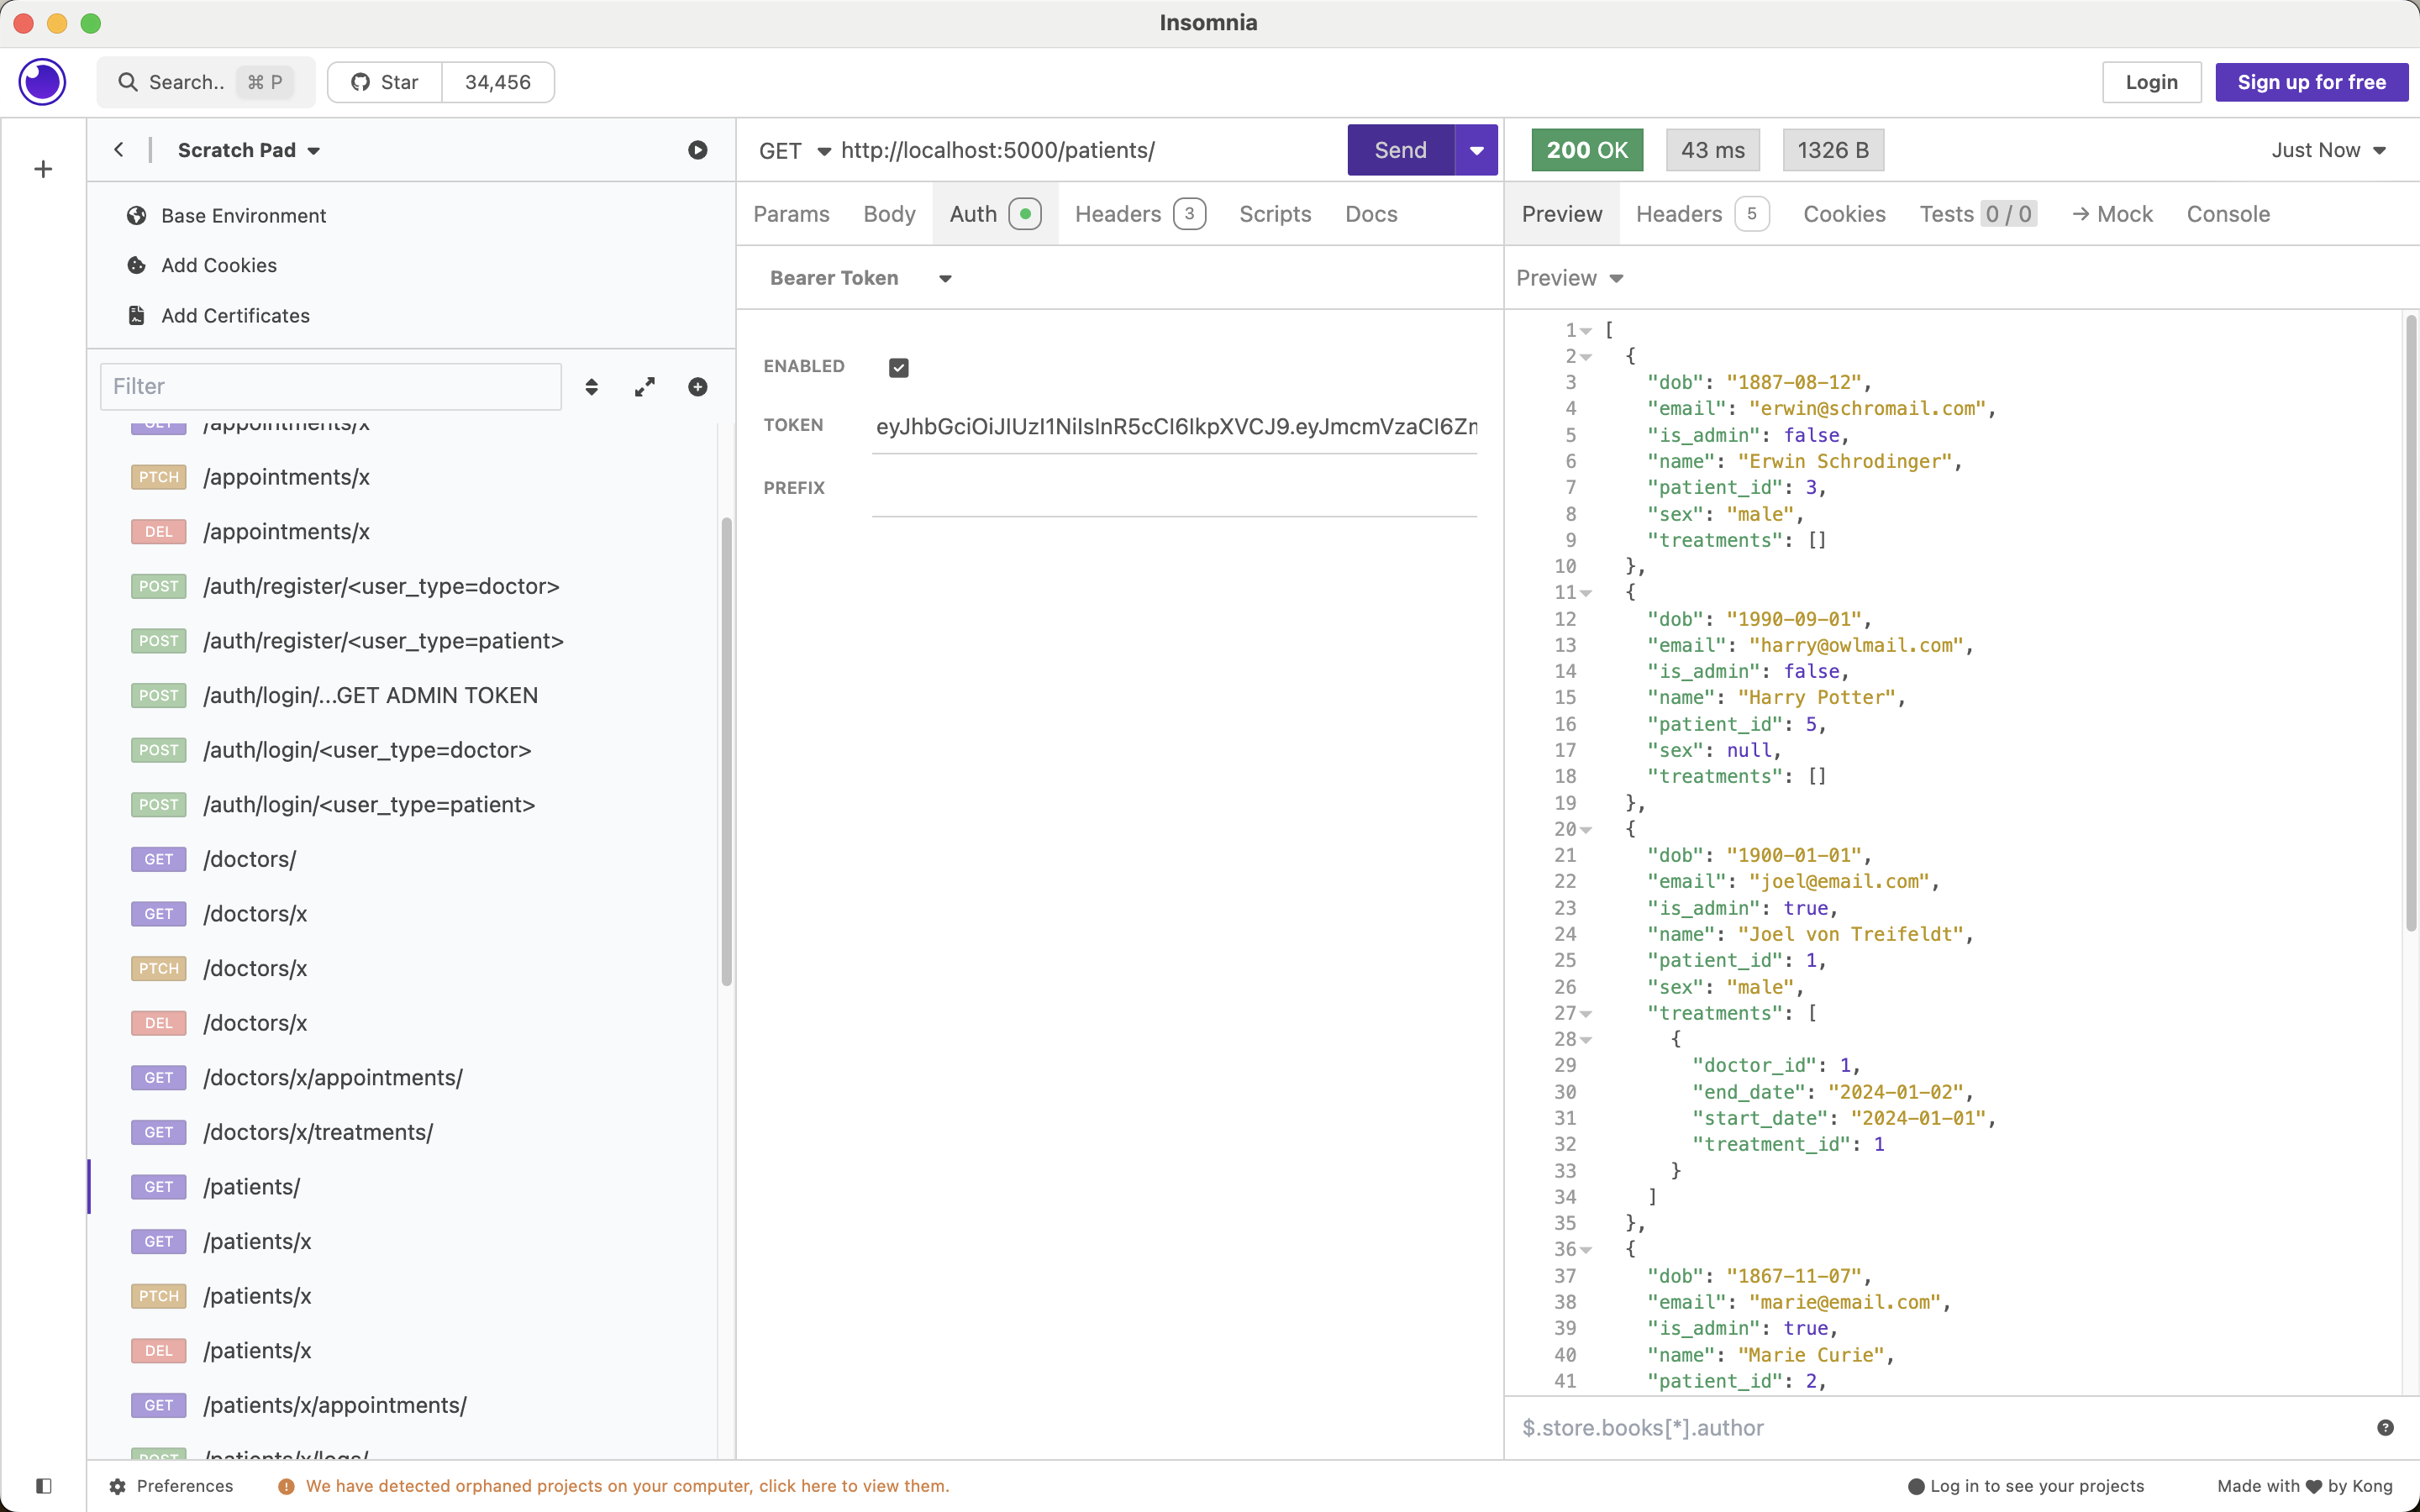 Insomnia
Search.. ⌘ P
Star 34,456
Login
Sign up for free
Scratch Pad
Base Environment
Add Cookies
Add Certificates
Filter
GET /appointments/x
PTCH /appointments/x
DEL /appointments/x
POST /auth/register/<user_type=doctor>
POST /auth/register/<user_type=patient>
POST /auth/login/...GET ADMIN TOKEN
POST /auth/login/<user_type=doctor>
POST /auth/login/<user_type=patient>
GET /doctors/
GET /doctors/x
PTCH /doctors/x
DEL /doctors/x
GET /doctors/x/appointments/
GET /doctors/x/treatments/
GET /patients/
GET /patients/x
PTCH /patients/x
DEL /patients/x
GET /patients/x/appointments/
POST /patients/x/logs/
GET http://localhost:5000/patients/
Send
Params Body Auth Headers 3 Scripts Docs
Bearer Token
ENABLED
TOKEN eyJhbGciOiJIUzI1NiIsInR5cCI6IkpXVCJ9.eyJmcmVzaCI6Zm
PREFIX
200 OK 43 ms 1326 B Just Now
Preview Headers 5 Cookies Tests 0 / 0 → Mock Console
Preview
1 [
2 {
3 "dob": "1887-08-12",
4 "email": "erwin@schromail.com",
5 "is_admin": false,
6 "name": "Erwin Schrodinger",
7 "patient_id": 3,
8 "sex": "male",
9 "treatments": []
10 },
11 {
12 "dob": "1990-09-01",
13 "email": "harry@owlmail.com",
14 "is_admin": false,
15 "name": "Harry Potter",
16 "patient_id": 5,
17 "sex": null,
18 "treatments": []
19 },
20 {
21 "dob": "1900-01-01",
22 "email": "joel@email.com",
23 "is_admin": true,
24 "name": "Joel von Treifeldt",
25 "patient_id": 1,
26 "sex": "male",
27 "treatments": [
28 {
29 "doctor_id": 1,
30 "end_date": "2024-01-02",
31 "start_date": "2024-01-01",
32 "treatment_id": 1
33 }
34 ]
35 },
36 {
37 "dob": "1867-11-07",
38 "email": "marie@email.com",
39 "is_admin": true,
40 "name": "Marie Curie",
41 "patient_id": 2,
$.store.books[*].author
Preferences
We have detected orphaned projects on your computer, click here to view them.
Log in to see your projects
Made with ♥ by Kong